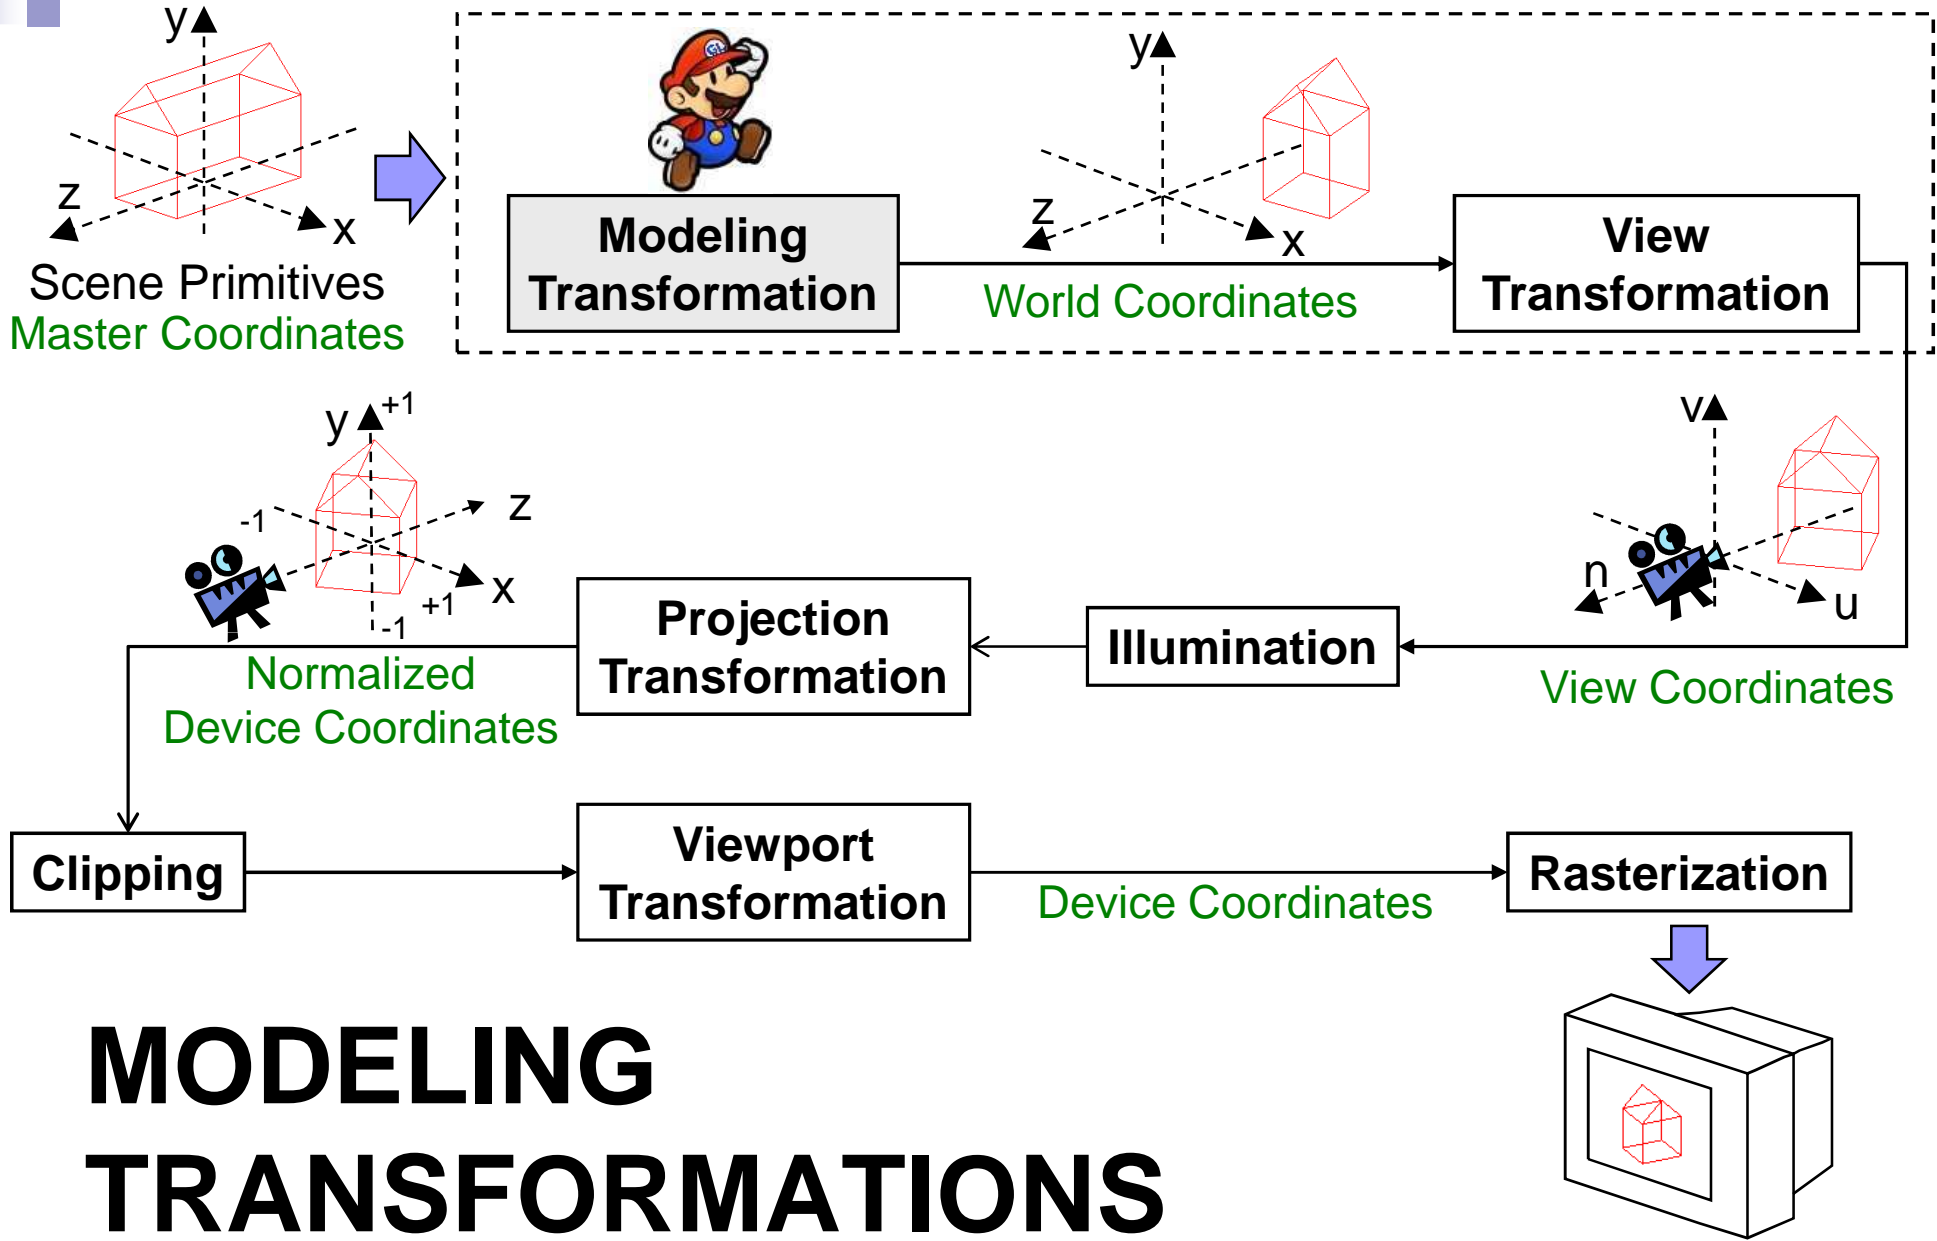 y
z
x
Scene Primitives
Master Coordinates
GL
Modeling
Transformation
y
z
x
World Coordinates
View
Transformation
y
+1
-1
z
x
+1
-1
Normalized
Device Coordinates
Projection
Transformation
Illumination
v
n
u
View Coordinates
Clipping
Viewport
Transformation
Device Coordinates
Rasterization
MODELING
TRANSFORMATIONS